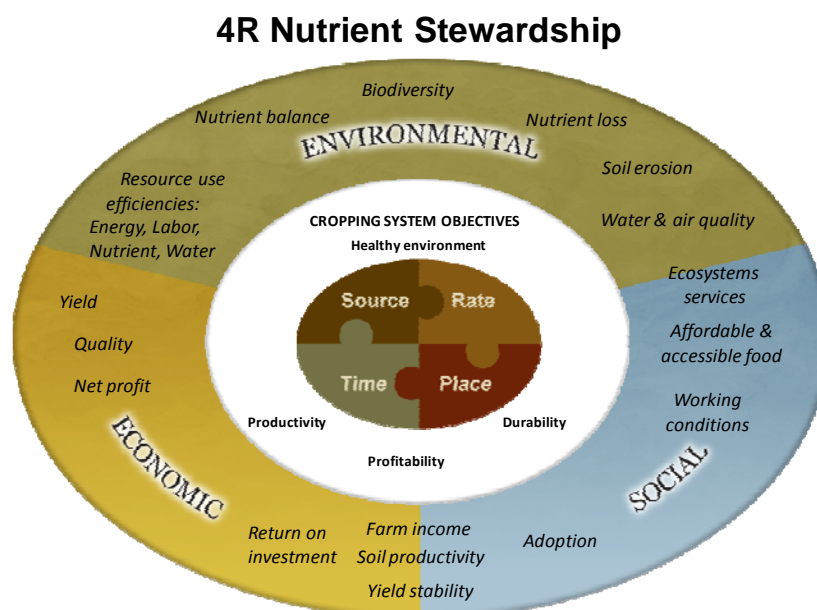 4R Nutrient Stewardship
Biodiversity
Nutrient balance
Nutrient loss
ENVIRONMENTAL
Soil erosion
Resource use
efficiencies:
Energy, Labor,
Nutrient, Water
Water & air quality
CROPPING SYSTEM OBJECTIVES
Healthy environment
Source
Rate
Time
Place
Productivity
Durability
Profitability
Yield
Quality
Net profit
ECONOMIC
Return on
investment
Farm income
Soil productivity
Yield stability
Ecosystems
services
Affordable &
accessible food
Working
conditions
SOCIAL
Adoption